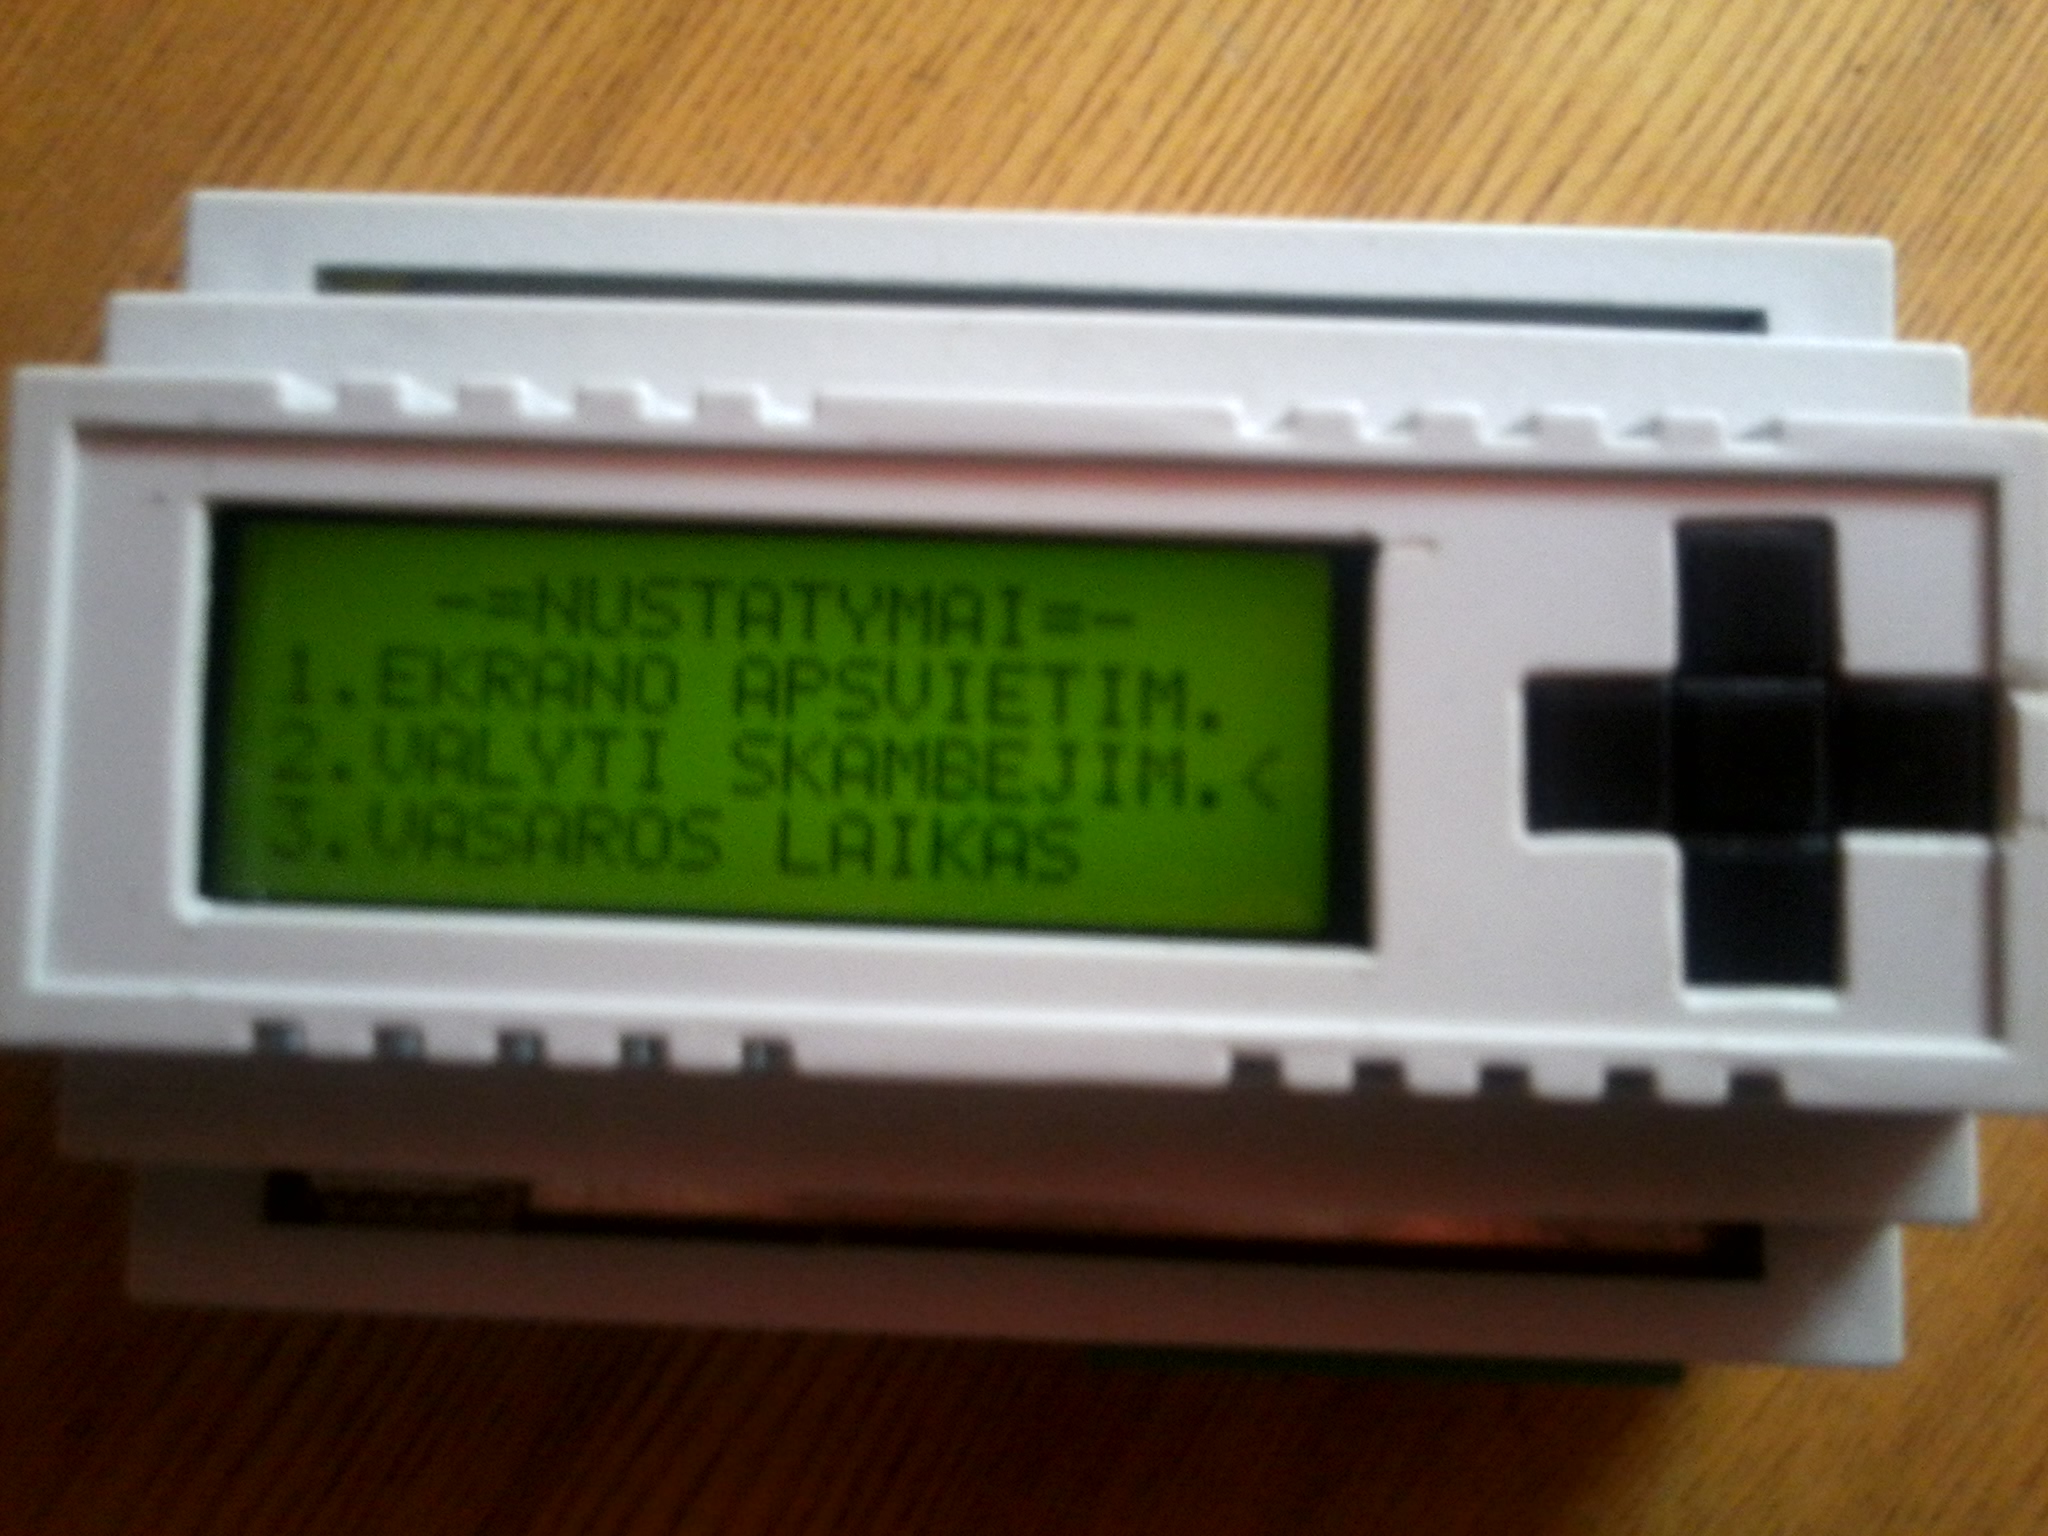 -=NUSTATYMAI=-
1.EKRANO APSVIETIM.
2.VALYTI SKAMBEJIM.<
3.VASAROS LAIKAS